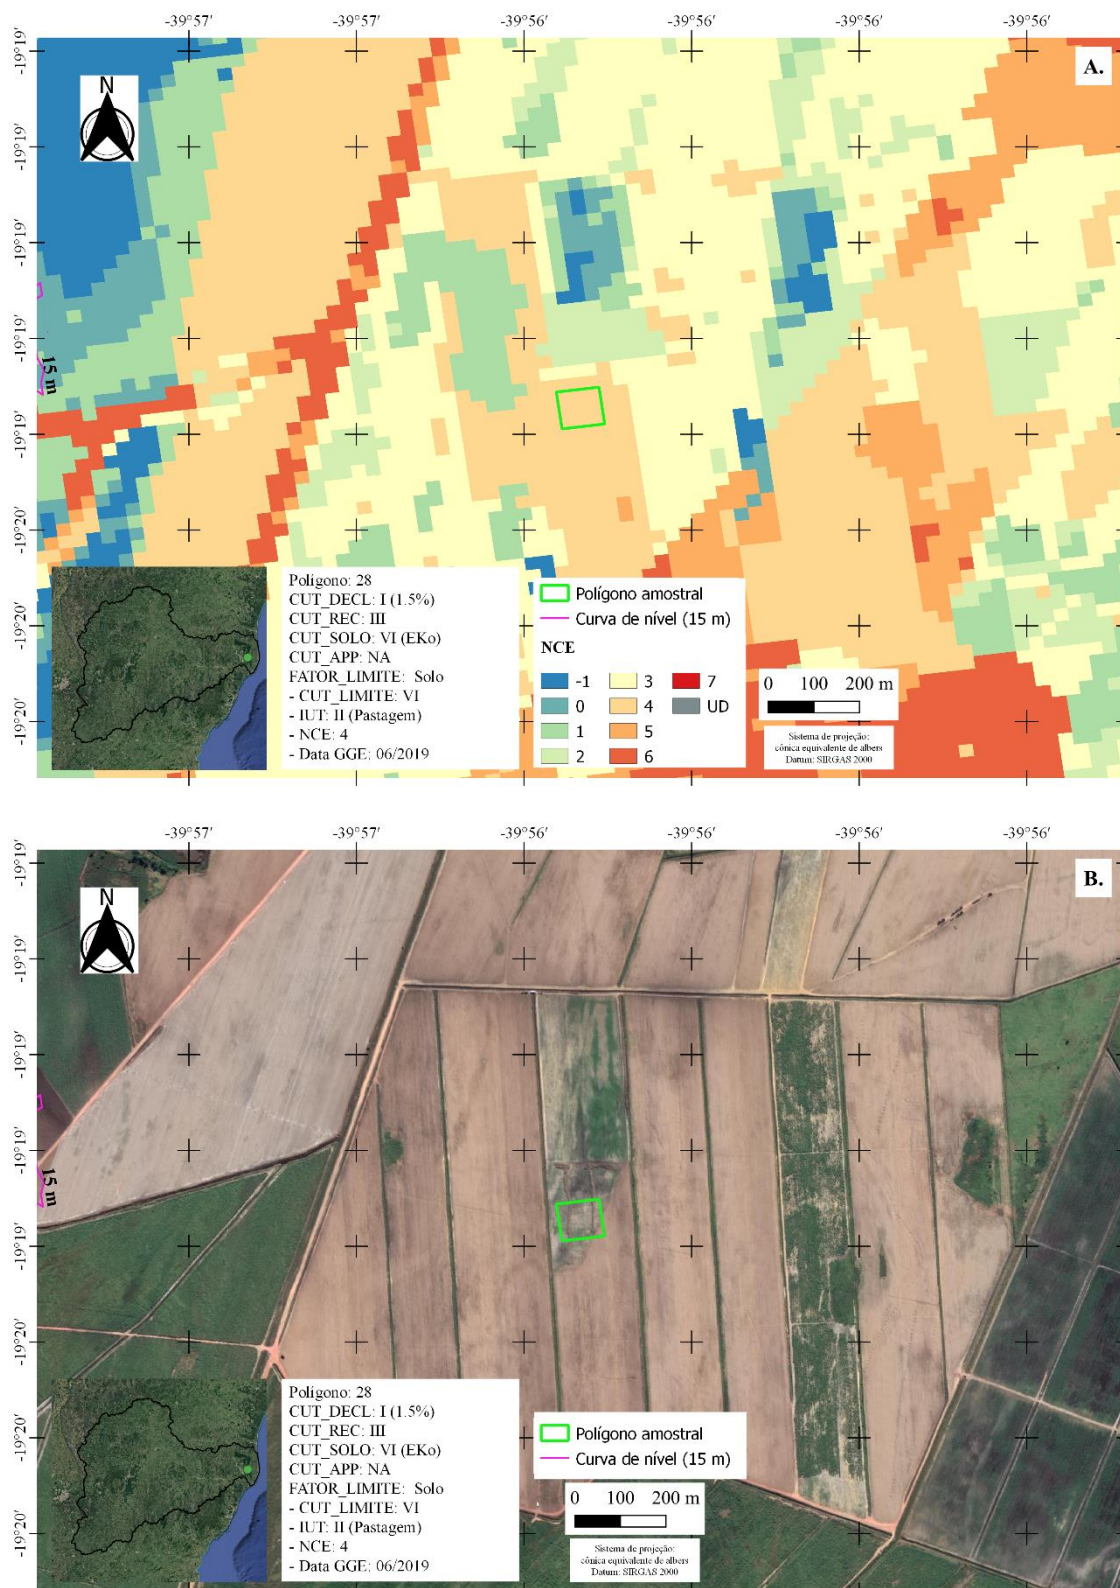 -39°57' -39°57' -39°56' -39°56' -39°56' -39°56'
A.
N
-19°19'
-19°19'
-19°19'
-19°19'
-19°19'
-19°20'
-19°20'
-19°20'
15 m
Polígono: 28
CUT_DECL: I (1.5%)
CUT_REC: III
CUT_SOLO: VI (EKo)
CUT_APP: NA
FATOR_LIMITE: Solo
- CUT_LIMITE: VI
- IUT: II (Pastagem)
- NCE: 4
- Data GGE: 06/2019
Polígono amostral
Curva de nível (15 m)
NCE
-1 3 7
0 4 UD
1 5
2 6
0 100 200 m
Sistema de projeção:
cônica equivalente de albers
Datum: SIRGAS 2000
-39°57' -39°57' -39°56' -39°56' -39°56' -39°56'
B.
N
-19°19'
-19°19'
-19°19'
-19°19'
-19°19'
-19°20'
-19°20'
-19°20'
15 m
Polígono: 28
CUT_DECL: I (1.5%)
CUT_REC: III
CUT_SOLO: VI (EKo)
CUT_APP: NA
FATOR_LIMITE: Solo
- CUT_LIMITE: VI
- IUT: II (Pastagem)
- NCE: 4
- Data GGE: 06/2019
Polígono amostral
Curva de nível (15 m)
0 100 200 m
Sistema de projeção:
cônica equivalente de albers
Datum: SIRGAS 2000